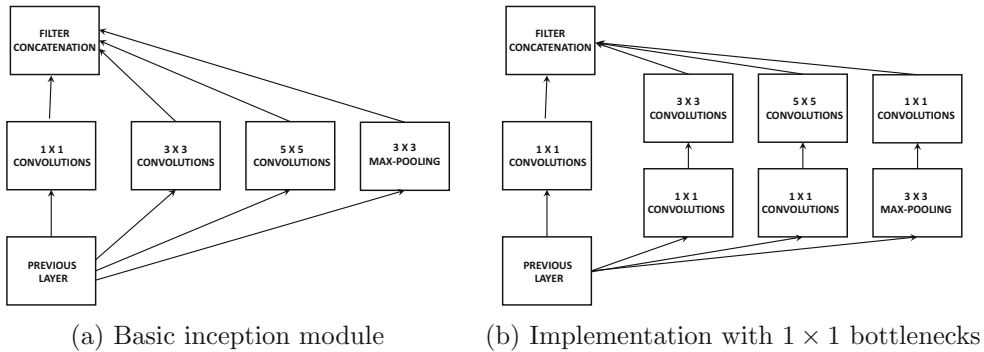 FILTER
CONCATENATION
1 X 1
CONVOLUTIONS
3 X 3
CONVOLUTIONS
5 X 5
CONVOLUTIONS
3 X 3
MAX-POOLING
PREVIOUS
LAYER
(a) Basic inception module
FILTER
CONCATENATION
3 X 3
CONVOLUTIONS
5 X 5
CONVOLUTIONS
1 X 1
CONVOLUTIONS
1 X 1
CONVOLUTIONS
1 X 1
CONVOLUTIONS
1 X 1
CONVOLUTIONS
3 X 3
MAX-POOLING
PREVIOUS
LAYER
(b) Implementation with 1 × 1 bottlenecks